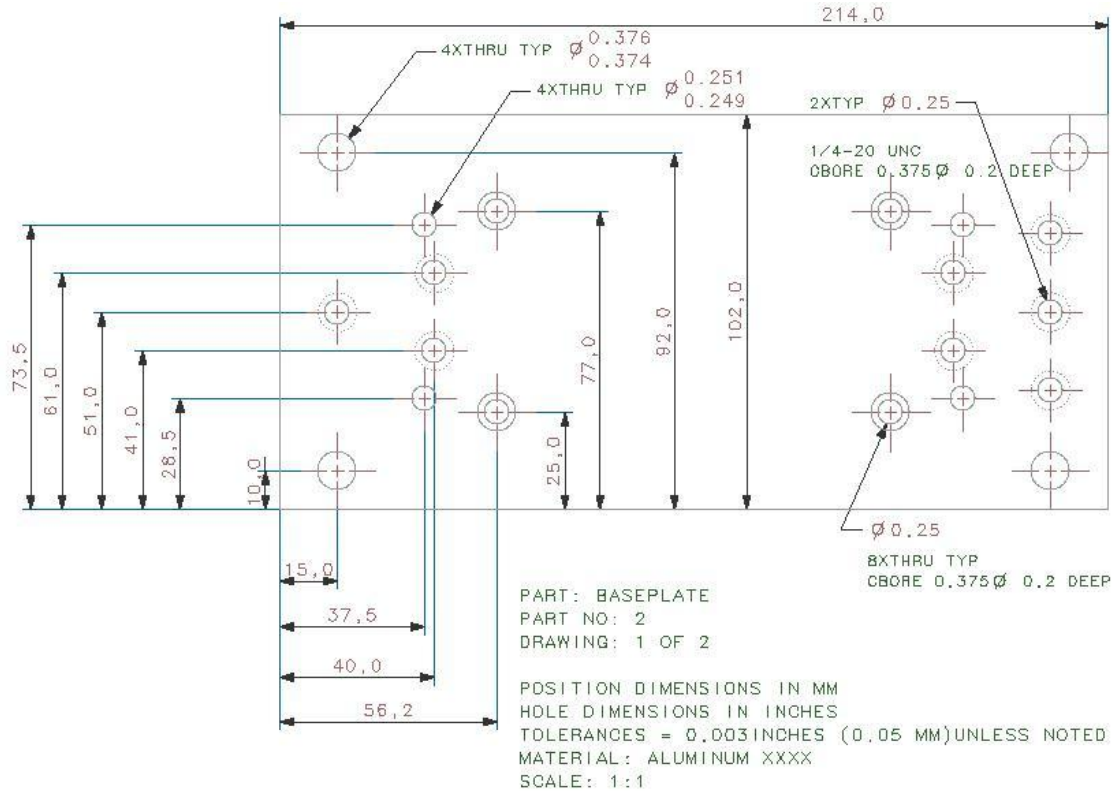 214,0
4XTHRU TYP Ø 0.376
0.374
4XTHRU TYP Ø 0.251
0.249
2XTYP Ø0.25
1/4-20 UNC
CBORE 0.375Ø 0.2 DEEP
73,5
61,0
51,0
41,0
28,5
10,0
25,0
77,0
92,0
102,0
15,0
37,5
40,0
56,2
Ø0.25
8XTHRU TYP
CBORE 0.375Ø 0.2 DEEP
PART: BASEPLATE
PART NO: 2
DRAWING: 1 OF 2
POSITION DIMENSIONS IN MM
HOLE DIMENSIONS IN INCHES
TOLERANCES = 0.003INCHES (0.05 MM)UNLESS NOTED
MATERIAL: ALUMINUM XXXX
SCALE: 1:1